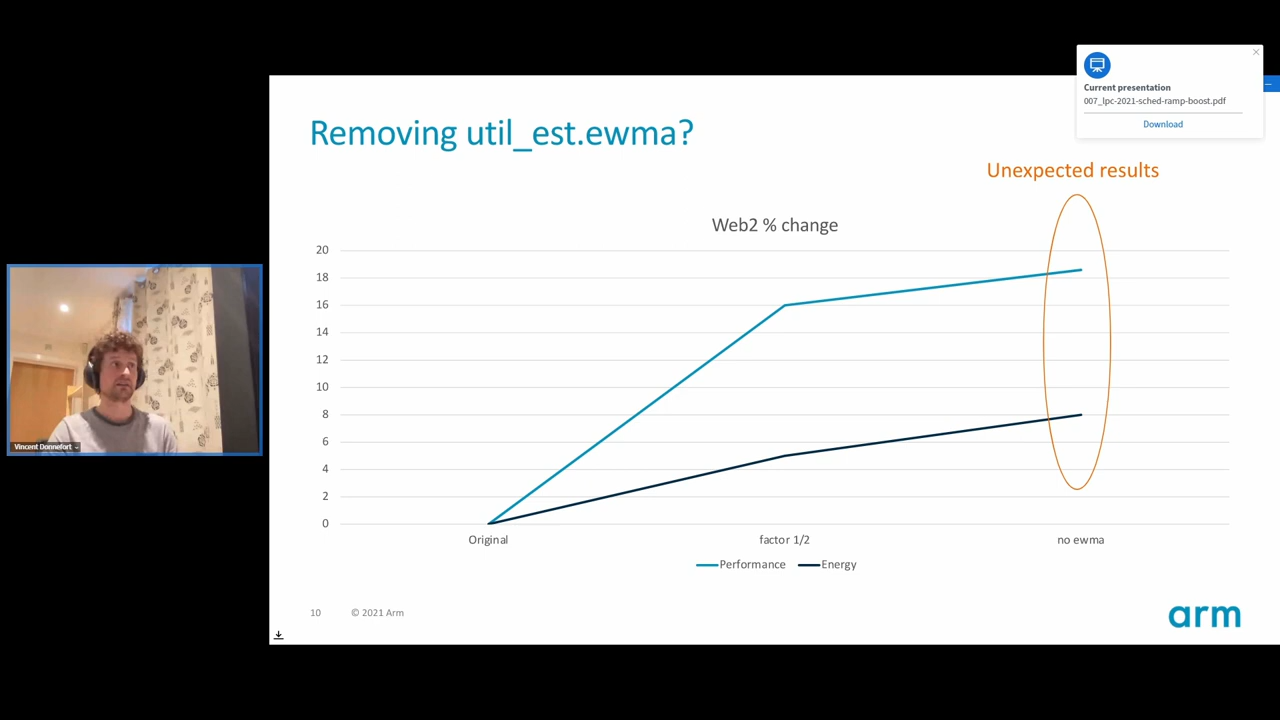 Current presentation
007_lpc-2021-sched-ramp-boost.pdf
Download
Removing util_est.ewma?
Unexpected results
Web2 % change
20
18
16
14
12
10
8
6
4
2
0
Original
factor 1/2
no ewma
Performance
Energy
Vincent Donnefort
10
© 2021 Arm
arm